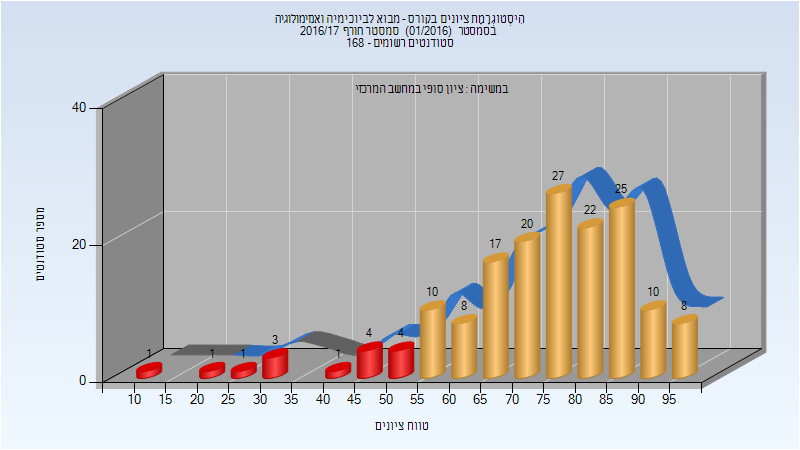 היסטוגרמת ציונים בקורס - מבוא לביוכימיה ואנזימולוגיה
בסמסטר (01/2016) סמסטר חורף 2016/17
סטודנטים רשומים - 168
במשימה : ציון סופי במחשב המרכזי
מספר סטודנטים
40
20
0
1
1
1
3
1
4
4
10
8
17
20
27
22
25
10
8
10 15 20 25 30 35 40 45 50 55 60 65 70 75 80 85 90 95
טווח ציונים